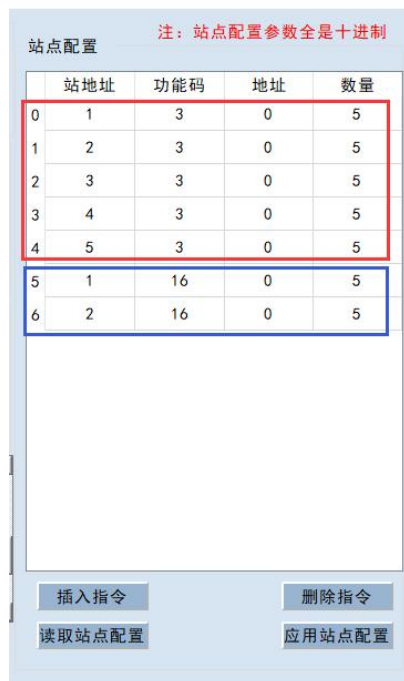 注：站点配置参数全是十进制
站点配置
站地址 功能码 地址 数量
0 1 3 0 5
1 2 3 0 5
2 3 3 0 5
3 4 3 0 5
4 5 3 0 5
5 1 16 0 5
6 2 16 0 5
插入指令 删除指令
读取站点配置 应用站点配置